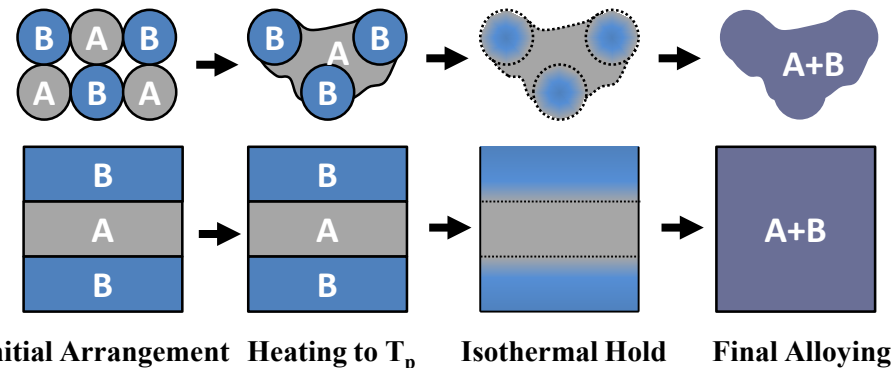 B A B
A B A
B B
A
B
A+B
B
A
B
B
A
B
A+B
nitial Arrangement Heating to Tp Isothermal Hold Final Alloying